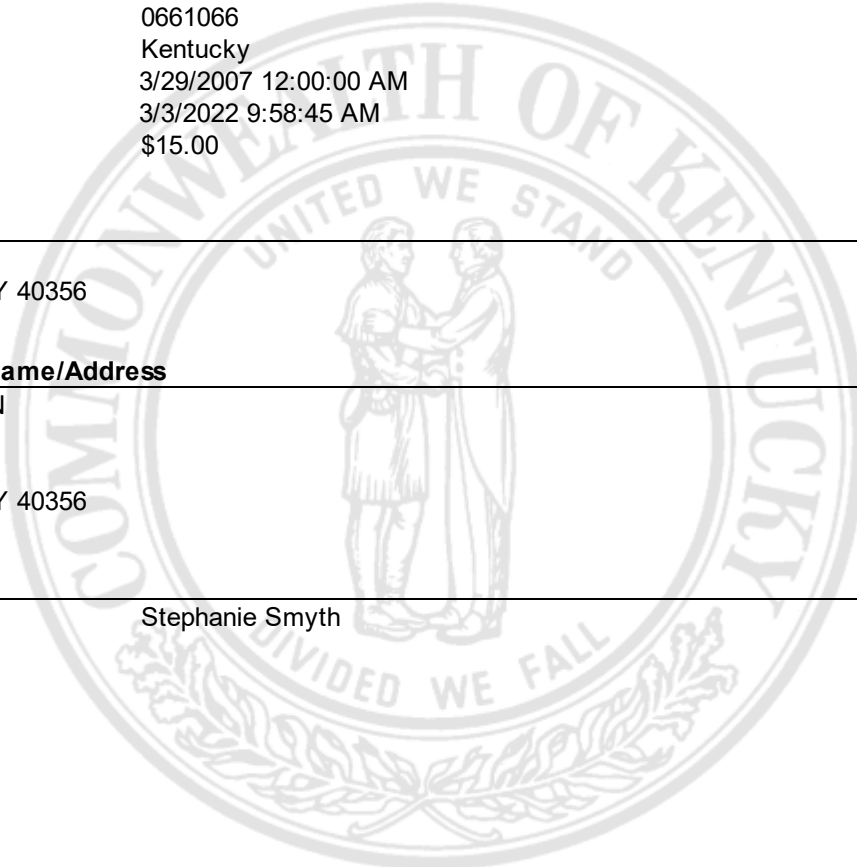 0661066
Kentucky
3/29/2007 12:00:00 AM
3/3/2022 9:58:45 AM
$15.00
Y 40356
ame/Address
Y 40356
Stephanie Smyth
COMMONWEALTH OF KENTUCKY
UNITED WE STAND
DIVIDED WE FALL